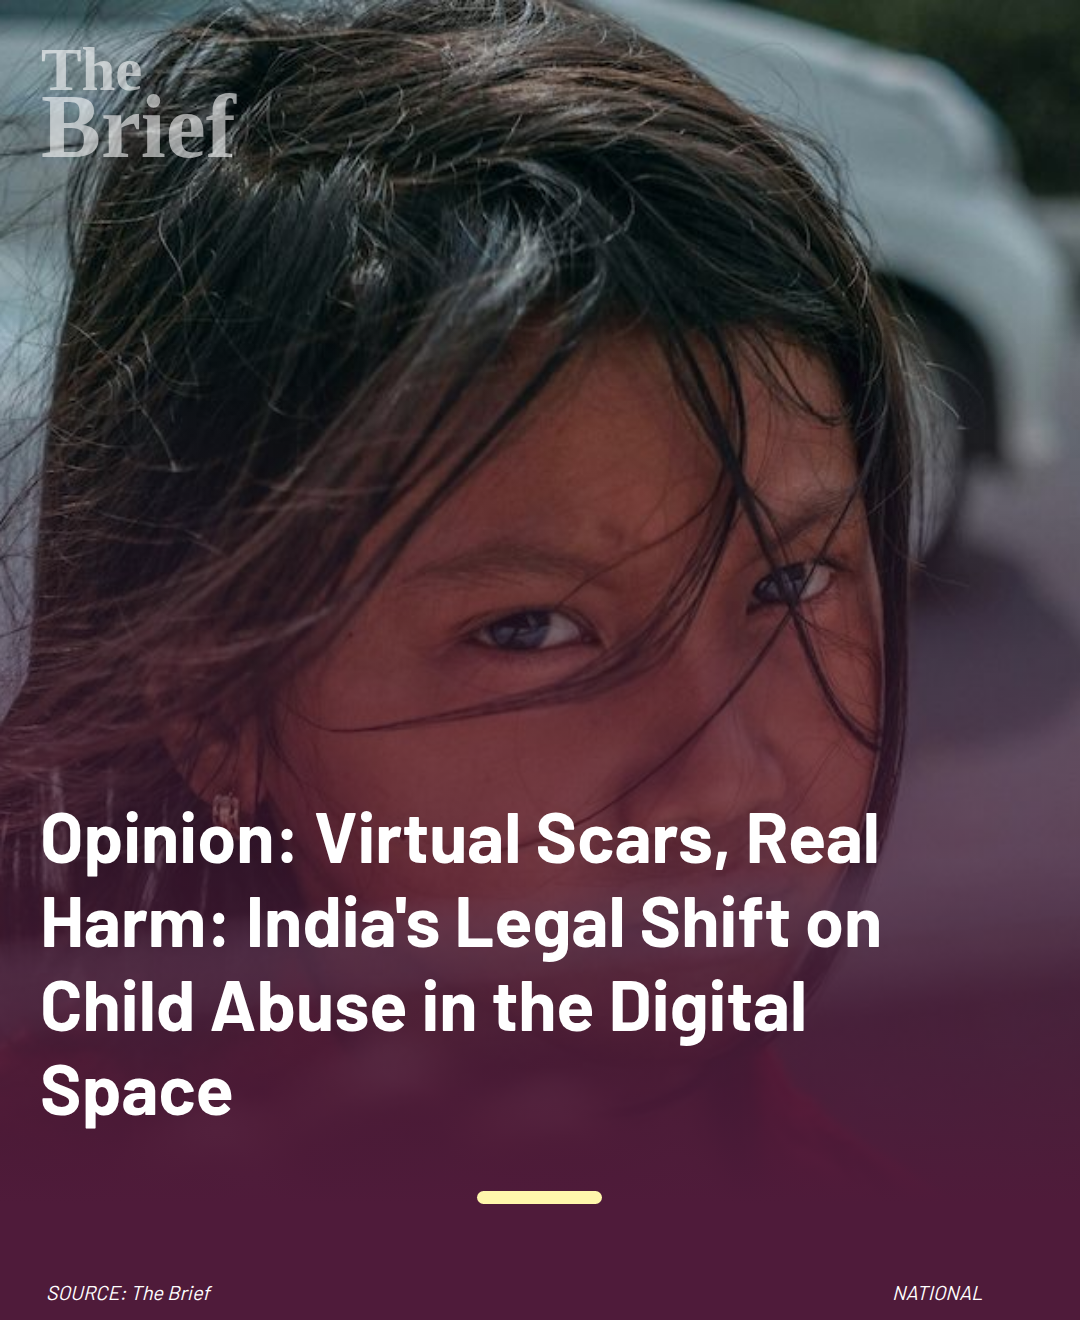 The
Brief
Opinion: Virtual Scars, Real
Harm: India's Legal Shift on
Child Abuse in the Digital
Space
SOURCE: The Brief
NATIONAL